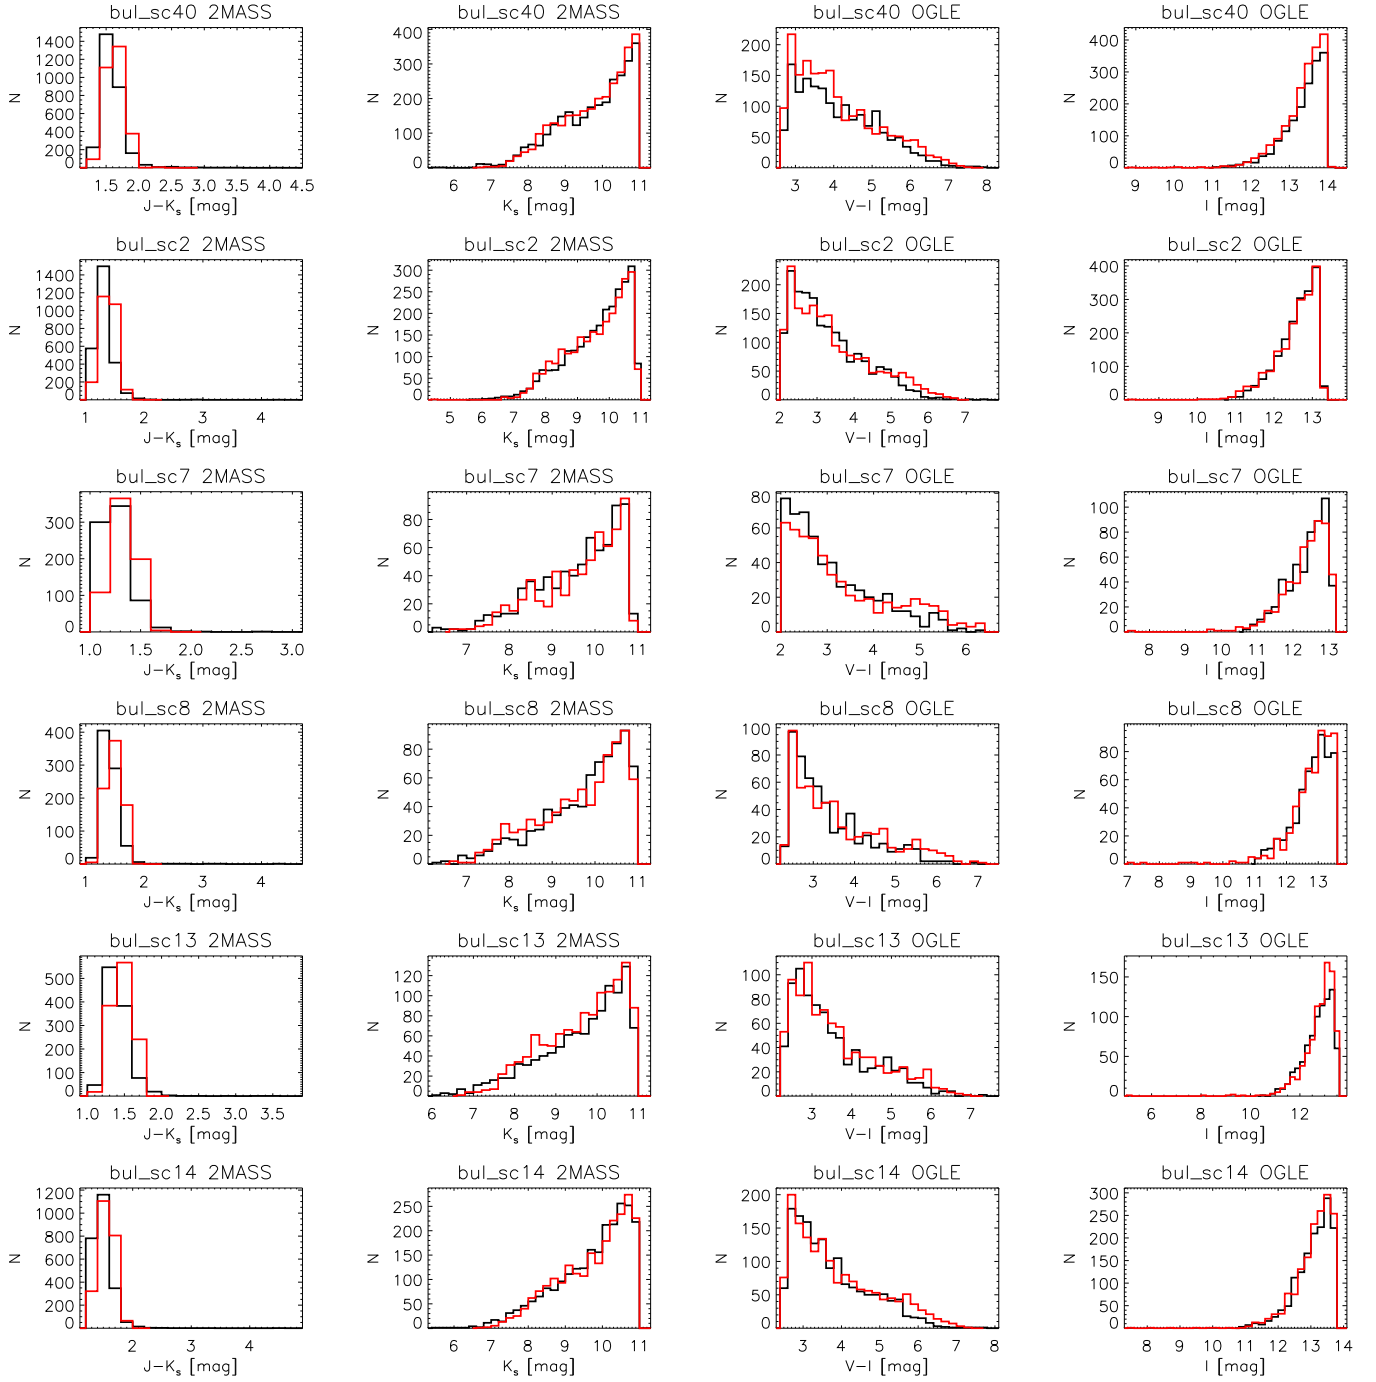 bul_sc40 2MASS bul_sc40 2MASS bul_sc40 OGLE bul_sc40 OGLE
N 0 200 400 600 800 1000 1200 1400 N 0 100 200 300 400 N 0 50 100 150 200 N 0 100 200 300 400
1.5 2.0 2.5 3.0 3.5 4.0 4.5 6 7 8 9 10 11 3 4 5 6 7 8 9 10 11 12 13 14
J−Ks [mag] Ks [mag] V−I [mag] I [mag]
bul_sc2 2MASS bul_sc2 2MASS bul_sc2 OGLE bul_sc2 OGLE
N 0 200 400 600 800 1000 1200 1400 N 0 50 100 150 200 250 300 N 0 50 100 150 200 N 0 100 200 300 400
1 2 3 4 5 6 7 8 9 10 11 2 3 4 5 6 7 9 10 11 12 13
J−Ks [mag] Ks [mag] V−I [mag] I [mag]
bul_sc7 2MASS bul_sc7 2MASS bul_sc7 OGLE bul_sc7 OGLE
N 0 100 200 300 N 0 20 40 60 80 N 0 20 40 60 80 N 0 20 40 60 80 100
1.0 1.5 2.0 2.5 3.0 7 8 9 10 11 2 3 4 5 6 8 9 10 11 12 13
J−Ks [mag] Ks [mag] V−I [mag] I [mag]
bul_sc8 2MASS bul_sc8 2MASS bul_sc8 OGLE bul_sc8 OGLE
N 0 100 200 300 400 N 0 20 40 60 80 N 0 20 40 60 80 100 N 0 20 40 60 80
1 2 3 4 7 8 9 10 11 3 4 5 6 7 7 8 9 10 11 12 13
J−Ks [mag] Ks [mag] V−I [mag] I [mag]
bul_sc13 2MASS bul_sc13 2MASS bul_sc13 OGLE bul_sc13 OGLE
N 0 100 200 300 400 500 N 0 20 40 60 80 100 120 N 0 20 40 60 80 100 N 0 50 100 150
1.0 1.5 2.0 2.5 3.0 3.5 6 7 8 9 10 11 3 4 5 6 7 6 8 10 12
J−Ks [mag] Ks [mag] V−I [mag] I [mag]
bul_sc14 2MASS bul_sc14 2MASS bul_sc14 OGLE bul_sc14 OGLE
N 0 200 400 600 800 1000 1200 N 0 50 100 150 200 250 N 0 50 100 150 200 N 0 50 100 150 200 250 300
2 3 4 6 7 8 9 10 11 3 4 5 6 7 8 8 9 10 11 12 13 14
J−Ks [mag] Ks [mag] V−I [mag] I [mag]